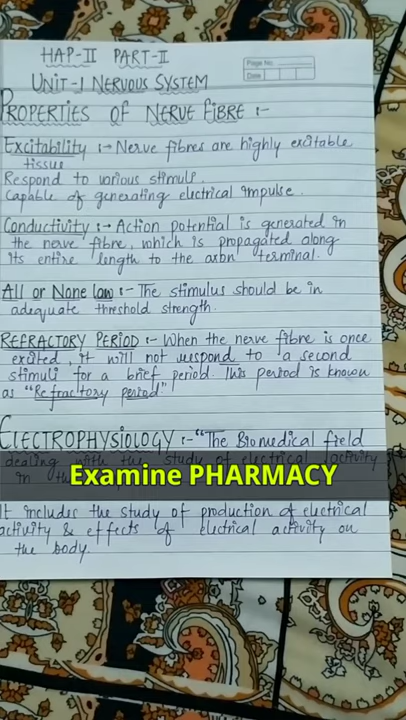 HAP-II PART-II
Page No.
Date
UNIT-1 NERVOUS SYSTEM
PROPERTIES OF NERVE FIBRE :-
Excitability :→ Nerve fibres are highly excitable
tissue
Respond to various stimuli.
Capable of generating electrical impulse.
Conductivity :→ Action potential is generated in
the nerve fibre, which is propagated along
its entire length to the axon terminal.
All or None law :- The stimulus should be in
adequate threshold strength.
REFRACTORY PERIOD :- When the nerve fibre is once
excited, it will not respond to a second
stimuli for a brief period. This period is known
as "Refractory period"
ELECTROPHYSIOLOGY :- "The Biomedical field
dealing with the study of electrical activity
in the
Examine PHARMACY
It includes the study of production of electrical
activity & effects of electrical activity on
the body.